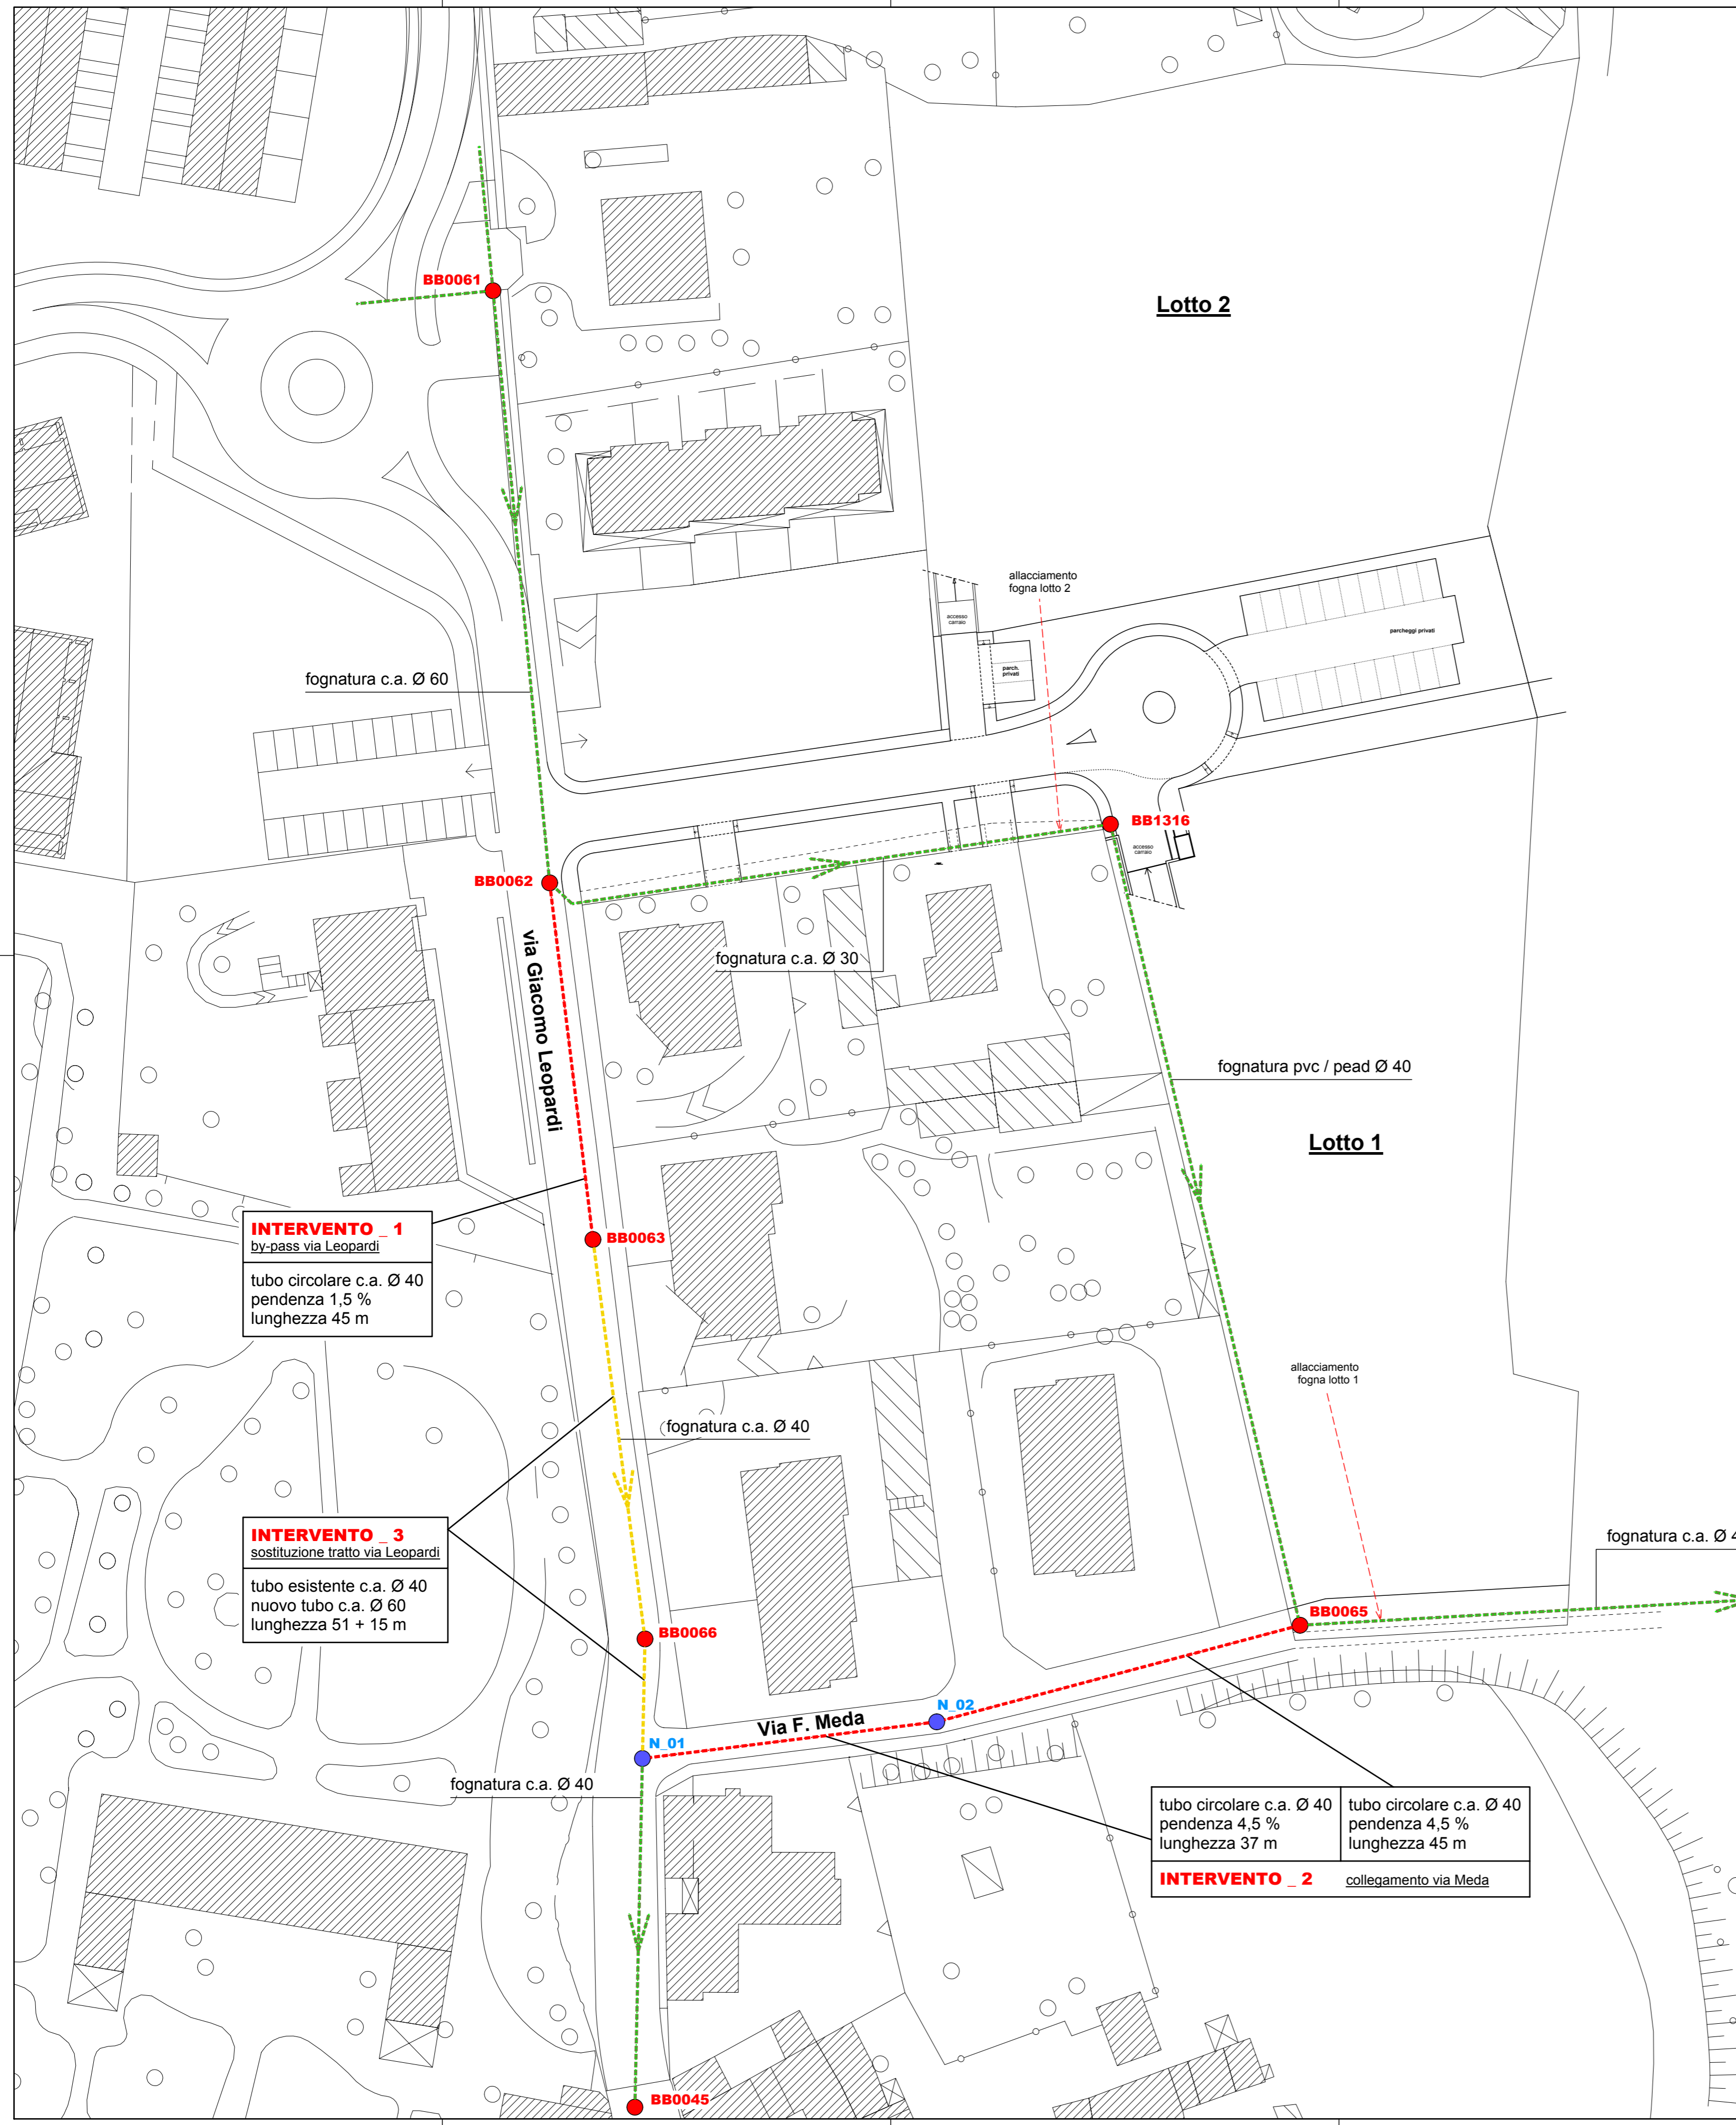 BB0061
Lotto 2
allacciamento
fogna lotto 2
accesso
carraio
parcheggi privati
parch.
privati
fognatura c.a. Ø 60
BB1316
accesso
carraio
BB0062
via Giacomo Leopardi
fognatura c.a. Ø 30
fognatura pvc / pead Ø 40
Lotto 1
INTERVENTO _ 1
by-pass via Leopardi
tubo circolare c.a. Ø 40
pendenza 1,5 %
lunghezza 45 m
BB0063
allacciamento
fogna lotto 1
fognatura c.a. Ø 40
INTERVENTO _ 3
sostituzione tratto via Leopardi
tubo esistente c.a. Ø 40
nuovo tubo c.a. Ø 60
lunghezza 51 + 15 m
fognatura c.a. Ø 4
BB0065
BB0066
N_02
Via F. Meda
N_01
fognatura c.a. Ø 40
tubo circolare c.a. Ø 40
pendenza 4,5 %
lunghezza 37 m
tubo circolare c.a. Ø 40
pendenza 4,5 %
lunghezza 45 m
INTERVENTO _ 2
collegamento via Meda
BB0045